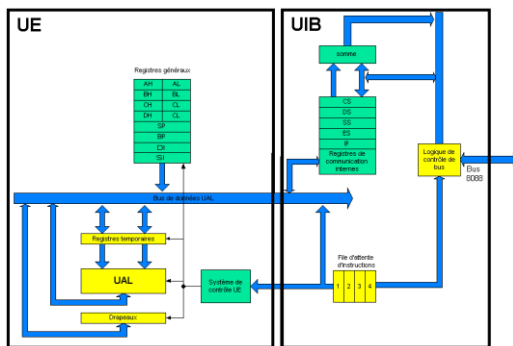 UE
UIB
Registres généraux
AH AL
BH BL
CH CL
DH CL
SP
BP
DI
SI
somme
CS
DS
SS
ES
IP
Registres de
communication
internes
Logique de
contrôle de
bus
Bus
8088
Bus de données UAL
Registres temporaires
UAL
Drapeaux
Système de
contrôle UE
File d'attente
d'instructions
1 2 3 4